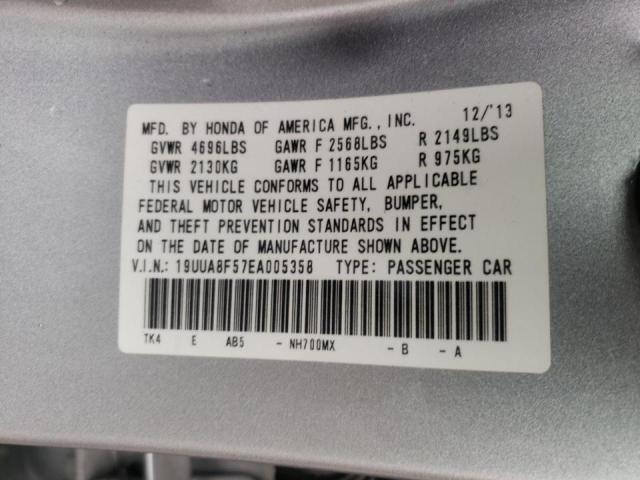 MFD. BY HONDA OF AMERICA MFG., INC. 12/'13
GVWR 4696LBS GAWR F 2568LBS R 2149LBS
GVWR 2130KG GAWR F 1165KG R 975KG
THIS VEHICLE CONFORMS TO ALL APPLICABLE
FEDERAL MOTOR VEHICLE SAFETY, BUMPER,
AND THEFT PREVENTION STANDARDS IN EFFECT
ON THE DATE OF MANUFACTURE SHOWN ABOVE.
V.I.N.: 19UUA8F57EA005358 TYPE: PASSENGER CAR
TK4 E AB5 - NH700MX - B - A